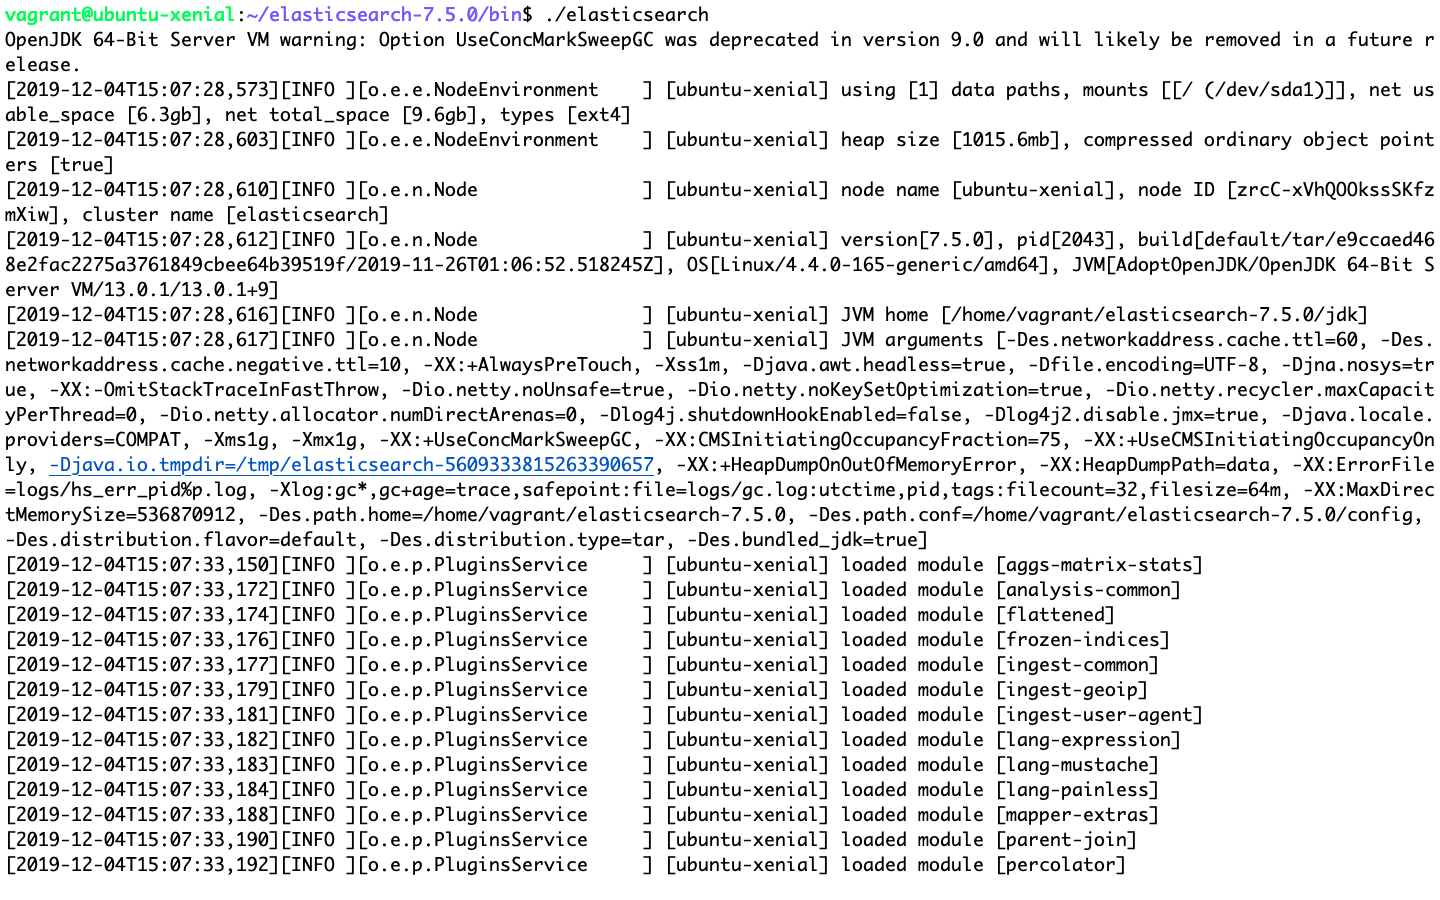 vagrant@ubuntu-xenial:~/elasticsearch-7.5.0/bin$ ./elasticsearch
OpenJDK 64-Bit Server VM warning: Option UseConcMarkSweepGC was deprecated in version 9.0 and will likely be removed in a future r
elease.
[2019-12-04T15:07:28,573][INFO ][o.e.e.NodeEnvironment    ] [ubuntu-xenial] using [1] data paths, mounts [[/ (/dev/sda1)]], net us
able_space [6.3gb], net total_space [9.6gb], types [ext4]
[2019-12-04T15:07:28,603][INFO ][o.e.e.NodeEnvironment    ] [ubuntu-xenial] heap size [1015.6mb], compressed ordinary object point
ers [true]
[2019-12-04T15:07:28,610][INFO ][o.e.n.Node               ] [ubuntu-xenial] node name [ubuntu-xenial], node ID [zrcC-xVhQOOkssSKfz
mXiw], cluster name [elasticsearch]
[2019-12-04T15:07:28,612][INFO ][o.e.n.Node               ] [ubuntu-xenial] version[7.5.0], pid[2043], build[default/tar/e9ccaed46
8e2fac2275a3761849cbee64b39519f/2019-11-26T01:06:52.518245Z], OS[Linux/4.4.0-165-generic/amd64], JVM[AdoptOpenJDK/OpenJDK 64-Bit S
erver VM/13.0.1/13.0.1+9]
[2019-12-04T15:07:28,616][INFO ][o.e.n.Node               ] [ubuntu-xenial] JVM home [/home/vagrant/elasticsearch-7.5.0/jdk]
[2019-12-04T15:07:28,617][INFO ][o.e.n.Node               ] [ubuntu-xenial] JVM arguments [-Des.networkaddress.cache.ttl=60, -Des.
networkaddress.cache.negative.ttl=10, -XX:+AlwaysPreTouch, -Xss1m, -Djava.awt.headless=true, -Dfile.encoding=UTF-8, -Djna.nosys=tr
ue, -XX:-OmitStackTraceInFastThrow, -Dio.netty.noUnsafe=true, -Dio.netty.noKeySetOptimization=true, -Dio.netty.recycler.maxCapacit
yPerThread=0, -Dio.netty.allocator.numDirectArenas=0, -Dlog4j.shutdownHookEnabled=false, -Dlog4j2.disable.jmx=true, -Djava.locale.
providers=COMPAT, -Xms1g, -Xmx1g, -XX:+UseConcMarkSweepGC, -XX:CMSInitiatingOccupancyFraction=75, -XX:+UseCMSInitiatingOccupancyOn
ly, -Djava.io.tmpdir=/tmp/elasticsearch-5609333815263390657, -XX:+HeapDumpOnOutOfMemoryError, -XX:HeapDumpPath=data, -XX:ErrorFile
=logs/hs_err_pid%p.log, -Xlog:gc*,gc+age=trace,safepoint:file=logs/gc.log:utctime,pid,tags:filecount=32,filesize=64m, -XX:MaxDirec
tMemorySize=536870912, -Des.path.home=/home/vagrant/elasticsearch-7.5.0, -Des.path.conf=/home/vagrant/elasticsearch-7.5.0/config,
-Des.distribution.flavor=default, -Des.distribution.type=tar, -Des.bundled_jdk=true]
[2019-12-04T15:07:33,150][INFO ][o.e.p.PluginsService     ] [ubuntu-xenial] loaded module [aggs-matrix-stats]
[2019-12-04T15:07:33,172][INFO ][o.e.p.PluginsService     ] [ubuntu-xenial] loaded module [analysis-common]
[2019-12-04T15:07:33,174][INFO ][o.e.p.PluginsService     ] [ubuntu-xenial] loaded module [flattened]
[2019-12-04T15:07:33,176][INFO ][o.e.p.PluginsService     ] [ubuntu-xenial] loaded module [frozen-indices]
[2019-12-04T15:07:33,177][INFO ][o.e.p.PluginsService     ] [ubuntu-xenial] loaded module [ingest-common]
[2019-12-04T15:07:33,179][INFO ][o.e.p.PluginsService     ] [ubuntu-xenial] loaded module [ingest-geoip]
[2019-12-04T15:07:33,181][INFO ][o.e.p.PluginsService     ] [ubuntu-xenial] loaded module [ingest-user-agent]
[2019-12-04T15:07:33,182][INFO ][o.e.p.PluginsService     ] [ubuntu-xenial] loaded module [lang-expression]
[2019-12-04T15:07:33,183][INFO ][o.e.p.PluginsService     ] [ubuntu-xenial] loaded module [lang-mustache]
[2019-12-04T15:07:33,184][INFO ][o.e.p.PluginsService     ] [ubuntu-xenial] loaded module [lang-painless]
[2019-12-04T15:07:33,188][INFO ][o.e.p.PluginsService     ] [ubuntu-xenial] loaded module [mapper-extras]
[2019-12-04T15:07:33,190][INFO ][o.e.p.PluginsService     ] [ubuntu-xenial] loaded module [parent-join]
[2019-12-04T15:07:33,192][INFO ][o.e.p.PluginsService     ] [ubuntu-xenial] loaded module [percolator]